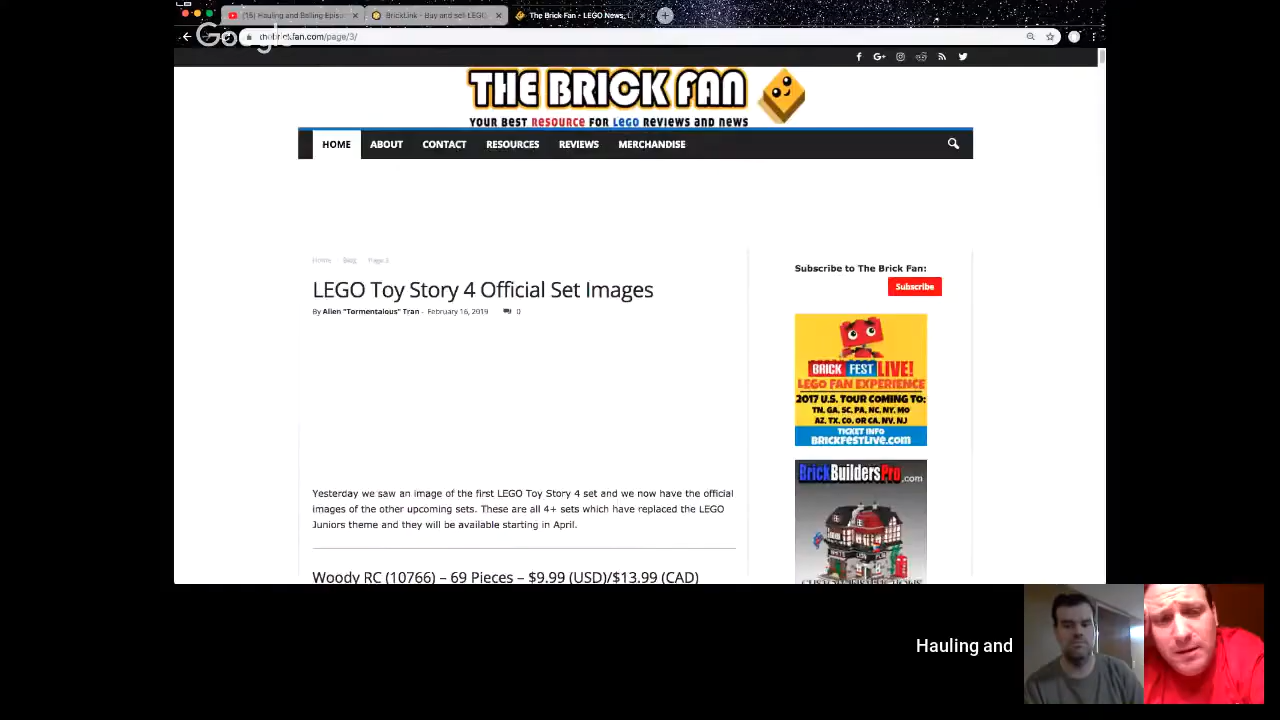 (15) Hauling and Balling Episo
BrickLink - Buy and sell LEGO
The Brick Fan - LEGO News, L
Google
thebrickfan.com/page/3/
THE BRICK FAN
YOUR BEST RESOURCE FOR LEGO REVIEWS AND NEWS
HOME ABOUT CONTACT RESOURCES REVIEWS MERCHANDISE
Home Blog Page 3
LEGO Toy Story 4 Official Set Images
By Allen "Tormentalous" Tran - February 16, 2019 0
Yesterday we saw an image of the first LEGO Toy Story 4 set and we now have the official
images of the other upcoming sets. These are all 4+ sets which have replaced the LEGO
Juniors theme and they will be available starting in April.
Woody RC (10766) – 69 Pieces – $9.99 (USD)/$13.99 (CAD)
Subscribe to The Brick Fan:
Subscribe
BRICK FEST LIVE!
LEGO FAN EXPERIENCE
2017 U.S. TOUR COMING TO:
TN, GA, SC, PA, NC, NY, MO
AZ, TX, CO, OR CA, NV, NJ
TICKET INFO
BRICKFESTLIVE.COM
BrickBuildersPro.com
Hauling and